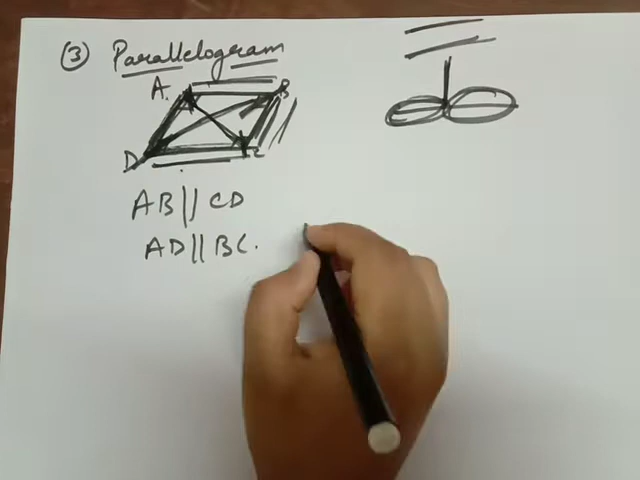 ③ Parallelogram
A B
D C
AB || CD
AD || BC.